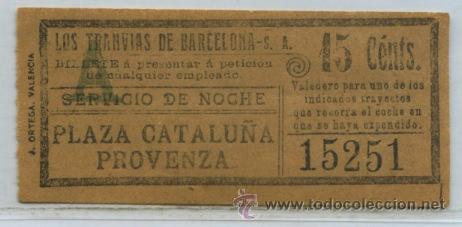 J. ORTEGA, VALENCIA
LOS TRANVIAS DE BARCELONA-S. A.
BILLETE á presentar á petición
de cualquier empleado.
A
SERVICIO DE NOCHE
PLAZA CATALUÑA
PROVENZA
15 Cénts.
Valedero para uno de los
indicados trayectos
que recorra el coche en
que se haya expendido.
15251
todocoleccion
www.todocoleccion.net